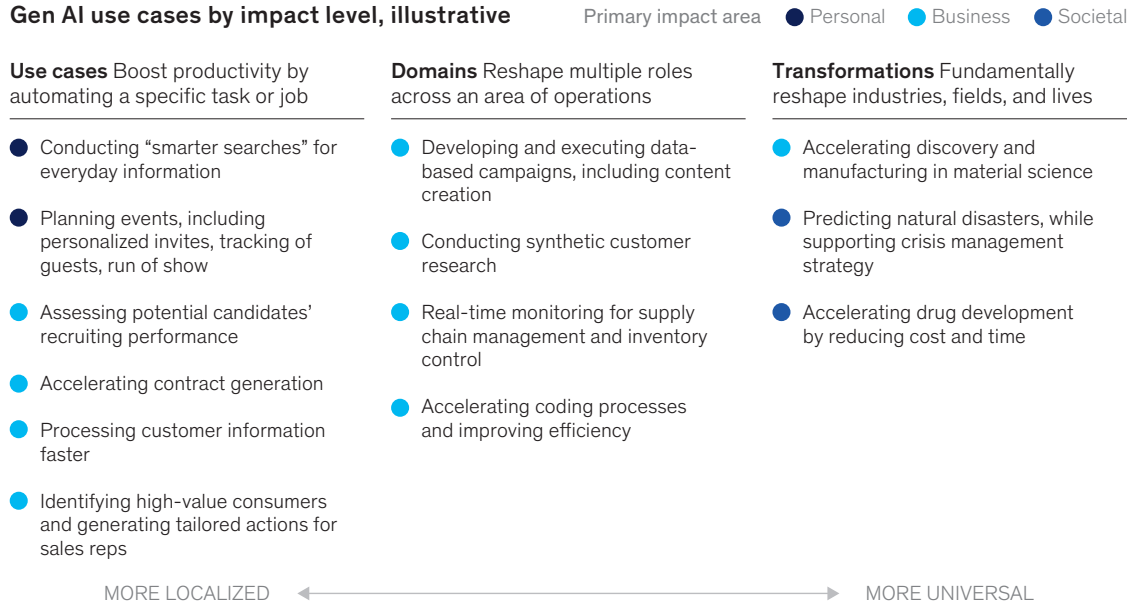 Gen AI use cases by impact level, illustrative
Primary impact area Personal Business Societal
Use cases Boost productivity by
automating a specific task or job
Conducting “smarter searches” for
everyday information
Planning events, including
personalized invites, tracking of
guests, run of show
Assessing potential candidates’
recruiting performance
Accelerating contract generation
Processing customer information
faster
Identifying high-value consumers
and generating tailored actions for
sales reps
Domains Reshape multiple roles
across an area of operations
Developing and executing data-
based campaigns, including content
creation
Conducting synthetic customer
research
Real-time monitoring for supply
chain management and inventory
control
Accelerating coding processes
and improving efficiency
Transformations Fundamentally
reshape industries, fields, and lives
Accelerating discovery and
manufacturing in material science
Predicting natural disasters, while
supporting crisis management
strategy
Accelerating drug development
by reducing cost and time
MORE LOCALIZED
MORE UNIVERSAL